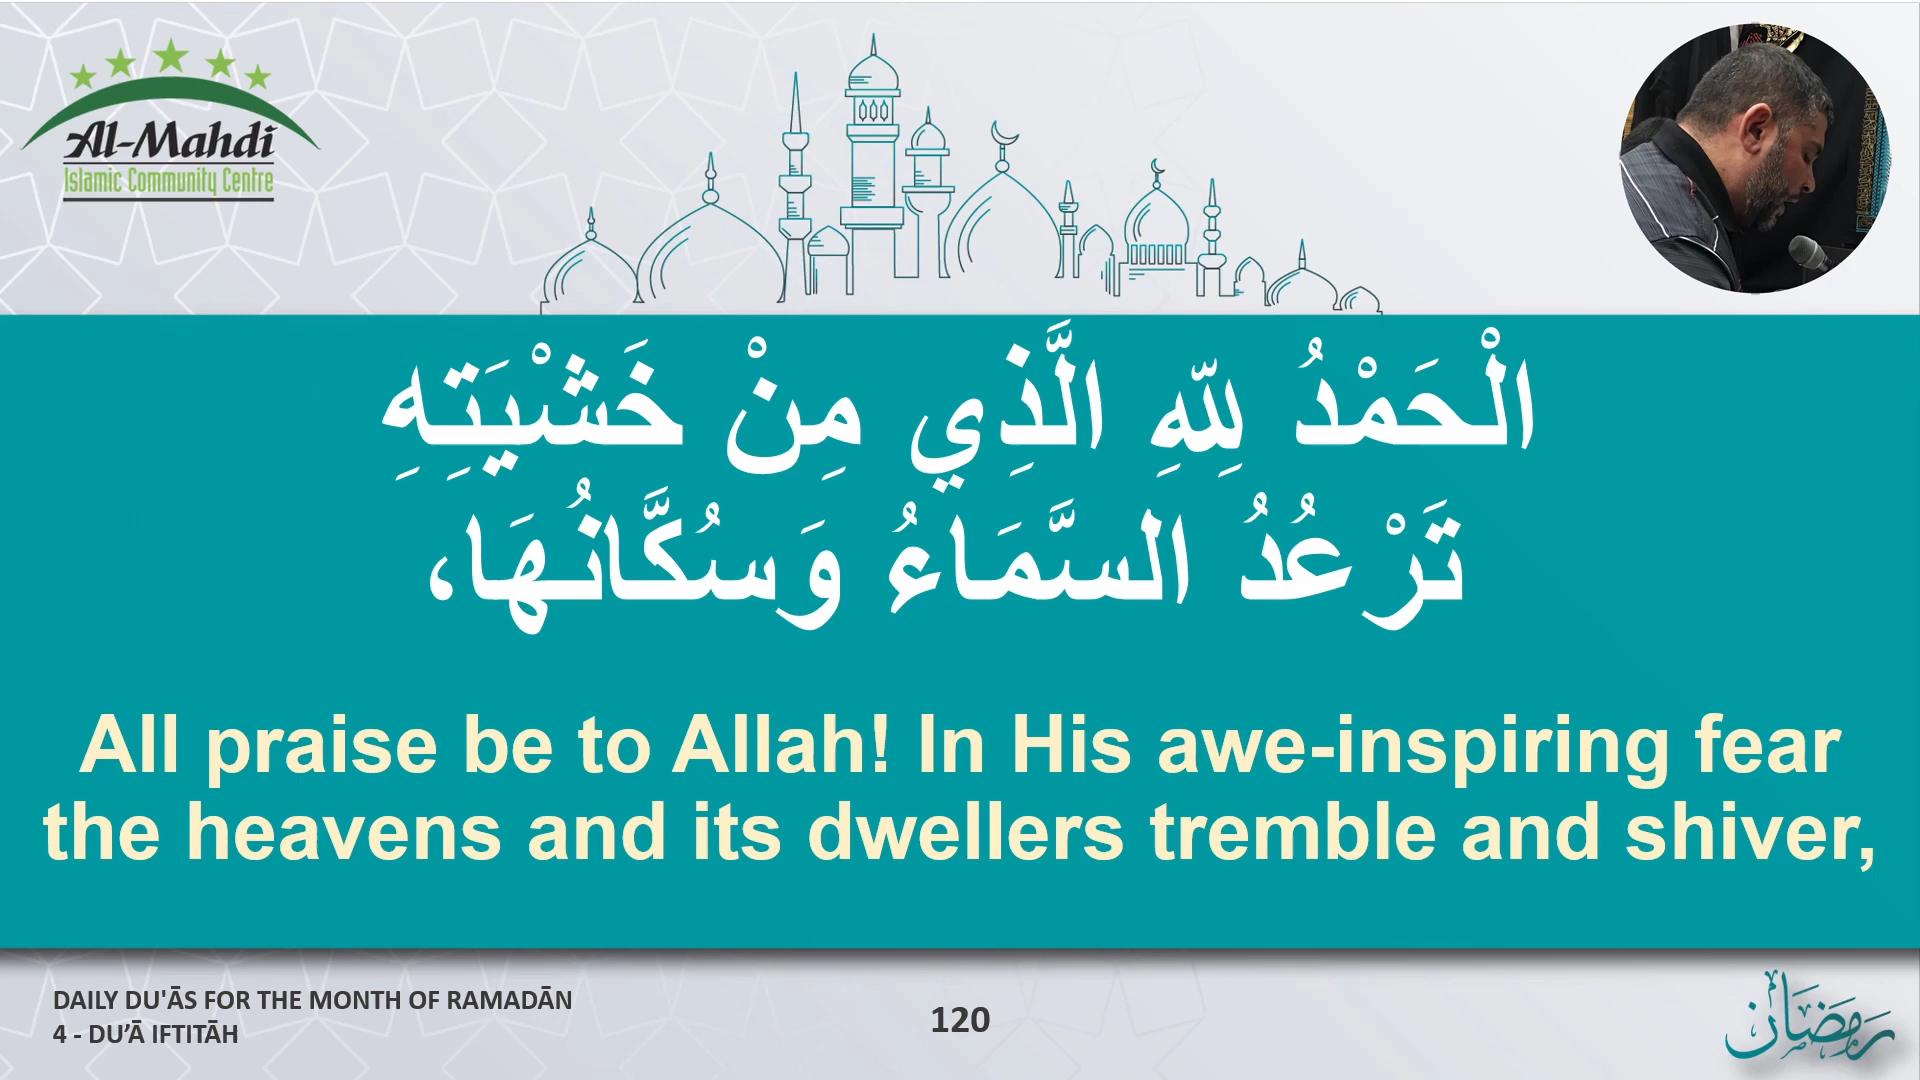 Al-Mahdi
Islamic Community Centre
الْحَمْدُ لِلّٰهِ الَّذِي مِنْ خَشْيَتِهِ
تَرْعُدُ السَّمَاءُ وَسُكَّانُهَا،
All praise be to Allah! In His awe-inspiring fear
the heavens and its dwellers tremble and shiver,
DAILY DU'ĀS FOR THE MONTH OF RAMADĀN
4 - DU’Ā IFTITĀH
120
رَمَضَان